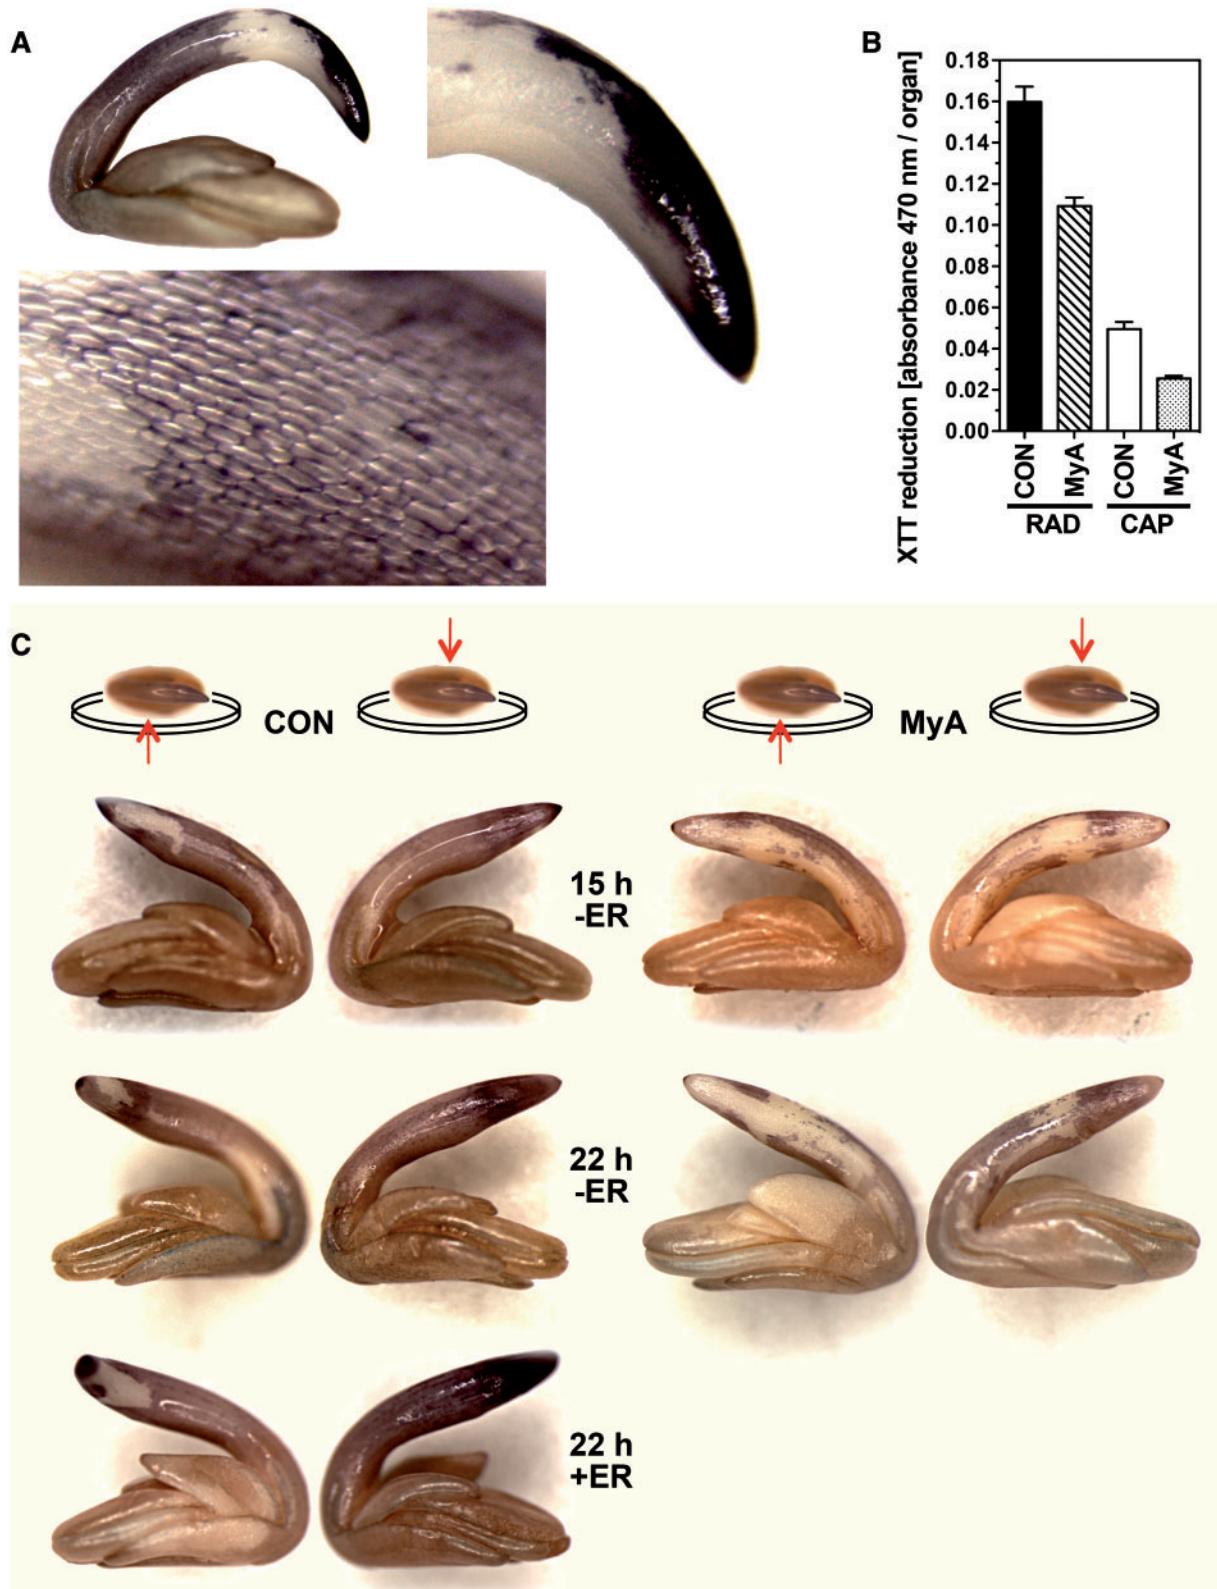 A
B
XTT reduction [absorbance 470 nm / organ]
0.18
0.16
0.14
0.12
0.10
0.08
0.06
0.04
0.02
0.00
CON
MyA
CON
MyA
RAD
CAP
C
CON
MyA
15 h
-ER
22 h
-ER
22 h
+ER